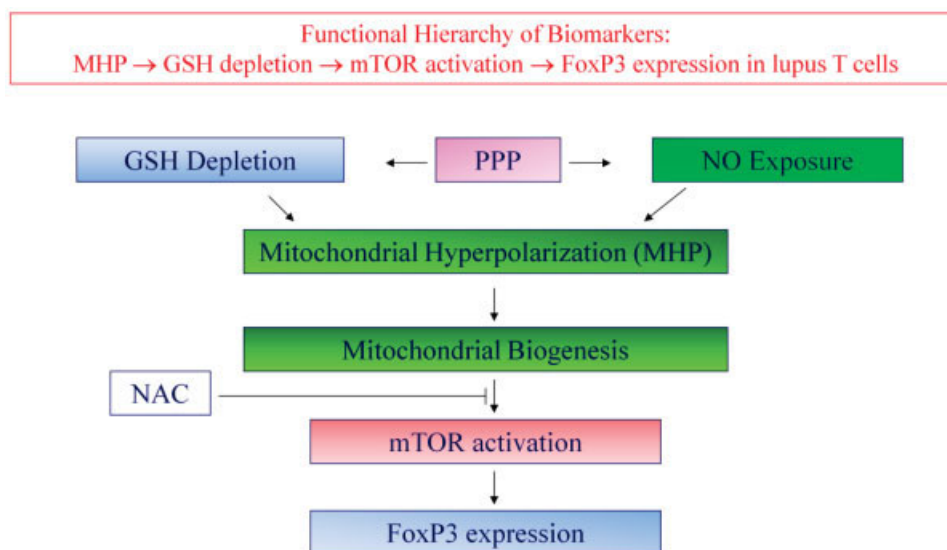 Functional Hierarchy of Biomarkers:
MHP → GSH depletion → mTOR activation → FoxP3 expression in lupus T cells
GSH Depletion
PPP
NO Exposure
Mitochondrial Hyperpolarization (MHP)
Mitochondrial Biogenesis
NAC
mTOR activation
FoxP3 expression